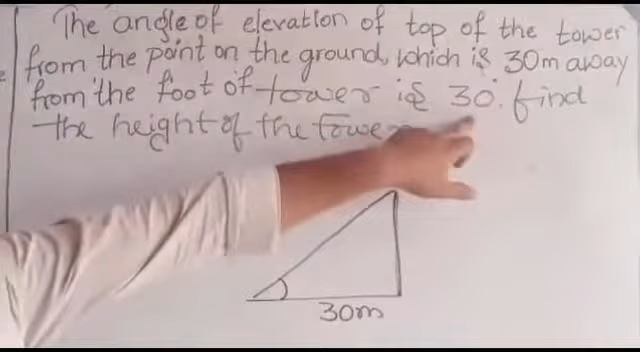 The angle of elevation of top of the tower
from the point on the ground, which is 30m away
from the foot of tower is 30°. find
the height of the
30m